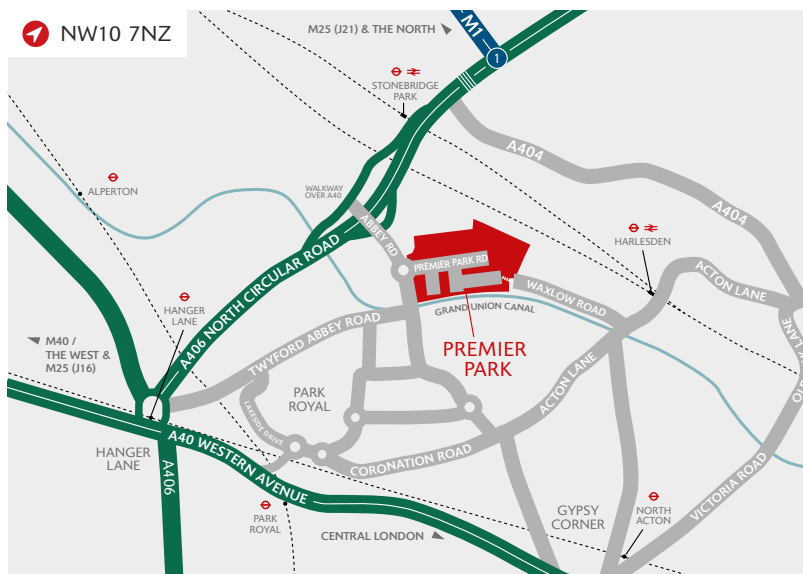 NW10 7NZ
M25 (J21) & THE NORTH
M1
1
STONEBRIDGE
PARK
A404
ALPERTON
WALKWAY
OVER A40
ABBEY RD
A404
HARLESDEN
PREMIER PARK RD
A406 NORTH CIRCULAR ROAD
ACTON LANE
WAXLOW ROAD
HANGER
LANE
GRAND UNION CANAL
TWYFORD ABBEY ROAD
M40 /
THE WEST &
M25 (J16)
PREMIER
PARK
ACTON LANE
PARK
ROYAL
LAKESIDE DRIVE
CORONATION ROAD
HANGER
LANE
A40 WESTERN AVENUE
A406
VICTORIA ROAD
GYPSY
CORNER
NORTH
ACTON
PARK
ROYAL
CENTRAL LONDON